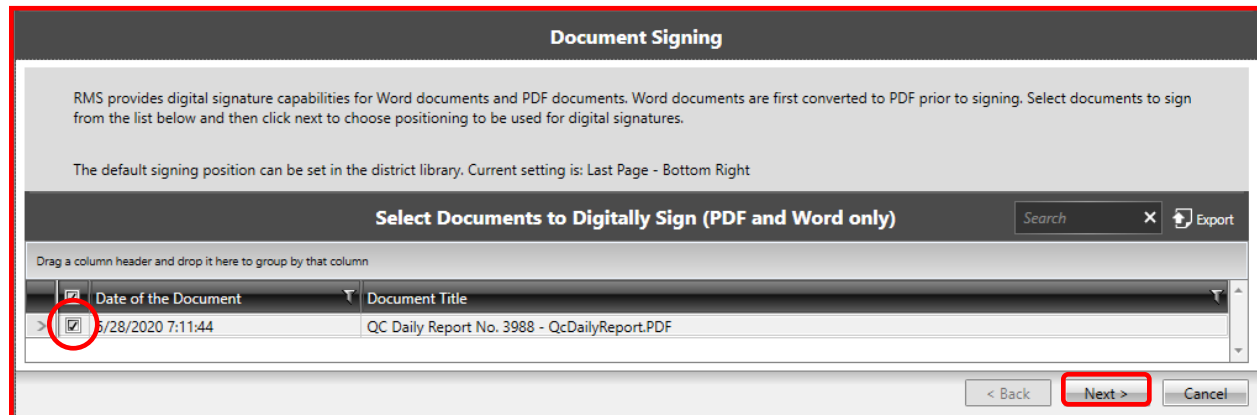 Document Signing
RMS provides digital signature capabilities for Word documents and PDF documents. Word documents are first converted to PDF prior to signing. Select documents to sign
from the list below and then click next to choose positioning to be used for digital signatures.
The default signing position can be set in the district library. Current setting is: Last Page - Bottom Right
Select Documents to Digitally Sign (PDF and Word only) Search Export
Drag a column header and drop it here to group by that column
Date of the Document Document Title
5/28/2020 7:11:44 QC Daily Report No. 3988 - QcDailyReport.PDF
< Back Next > Cancel